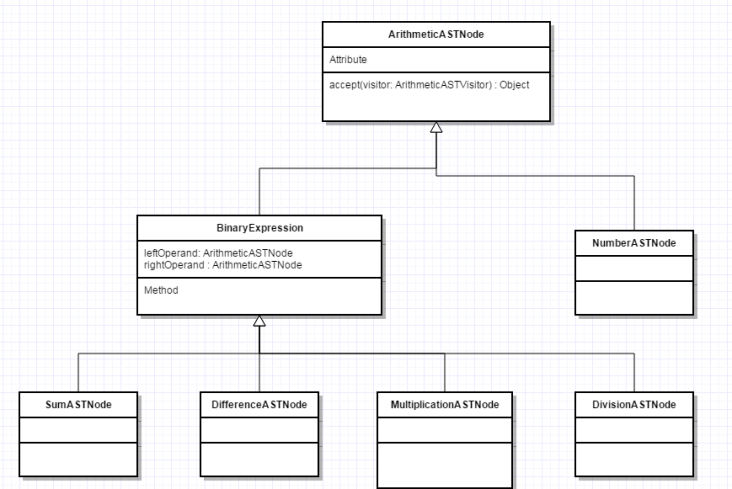 ArithmeticASTNode
Attribute
accept(visitor: ArithmeticASTVisitor) : Object
BinaryExpression
leftOperand: ArithmeticASTNode
rightOperand : ArithmeticASTNode
Method
NumberASTNode
SumASTNode
DifferenceASTNode
MultiplicationASTNode
DivisionASTNode